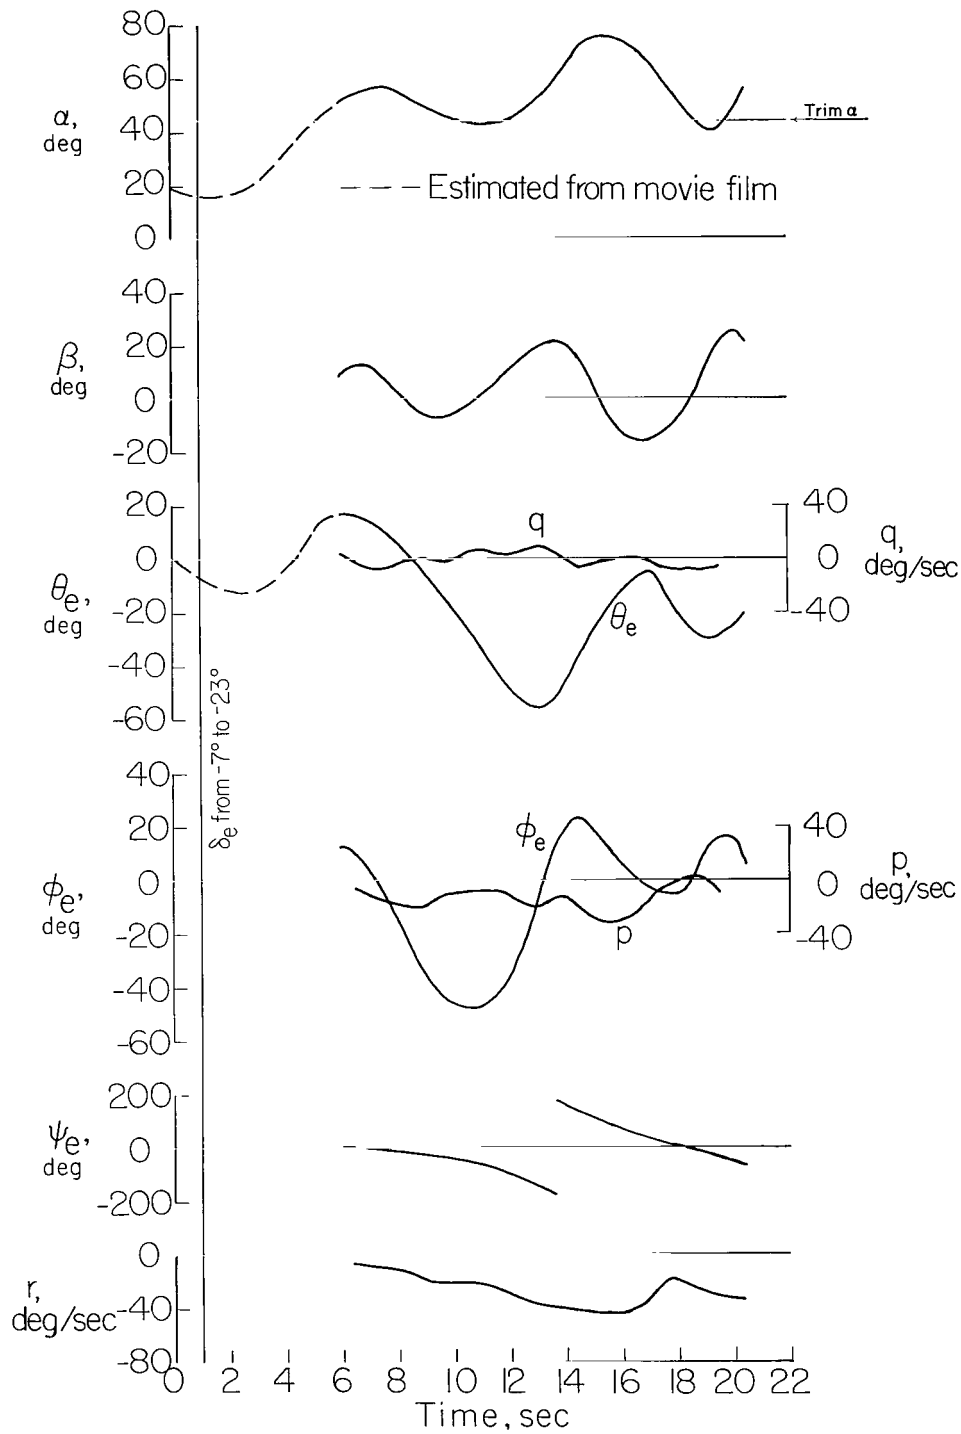 80
60
α,
deg
40
20
0
Trim α
Estimated from movie film
40
20
β,
deg
0
-20
20
0
θe,
deg
-20
-40
-60
q
θe
40
q,
0
deg/sec
-40
δe from -7° to -23°
40
20
0
ϕe,
deg
-20
-40
-60
ϕe
p
40
p,
0
deg/sec
-40
200
ψe,
0
deg
-200
0
r,
deg/sec
-40
-80
0 2 4 6 8 10 12 14 16 18 20 22
Time, sec